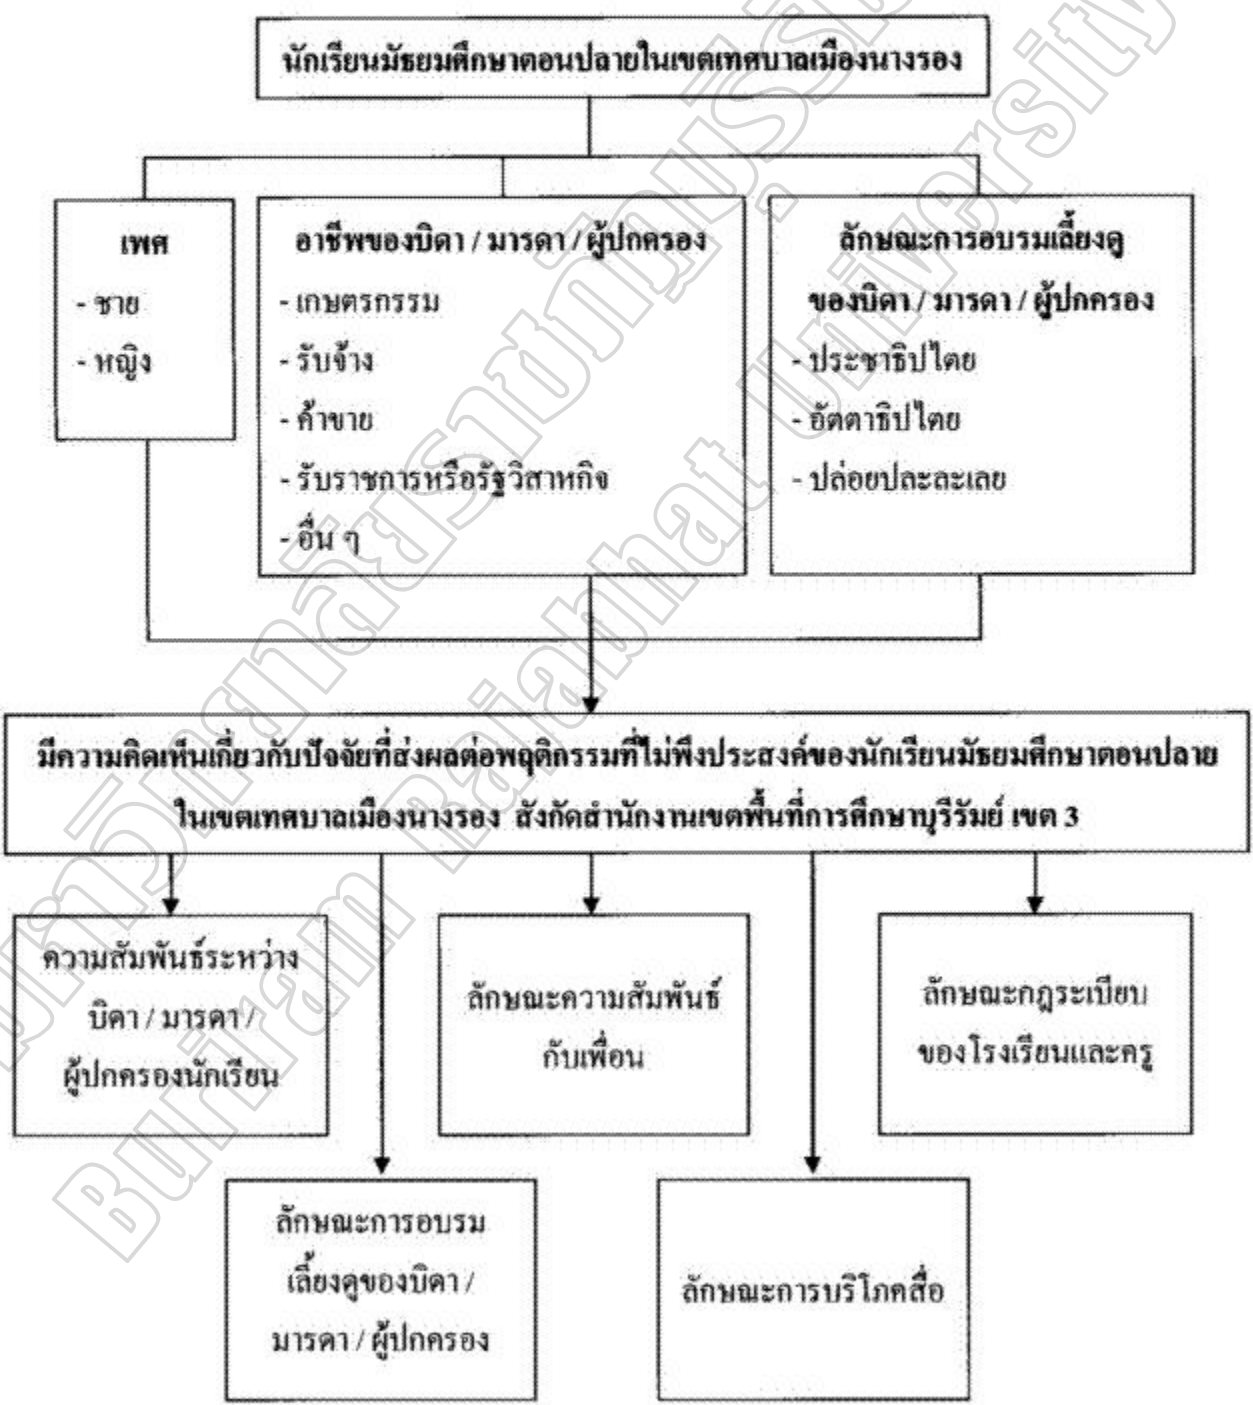 นักเรียนมัธยมศึกษาตอนปลายในเขตเทศบาลเมืองนางรอง
เพศ
- ชาย
- หญิง
อาชีพของบิดา / มารดา / ผู้ปกครอง
- เกษตรกรรม
- รับจ้าง
- ค้าขาย
- รับราชการหรือรัฐวิสาหกิจ
- อื่น ๆ
ลักษณะการอบรมเลี้ยงดู
ของบิดา / มารดา / ผู้ปกครอง
- ประชาธิปไตย
- อัตตาธิปไตย
- ปล่อยปละละเลย
มีความคิดเห็นเกี่ยวกับปัจจัยที่ส่งผลต่อพฤติกรรมที่ไม่พึงประสงค์ของนักเรียนมัธยมศึกษาตอนปลาย
ในเขตเทศบาลเมืองนางรอง สังกัดสำนักงานเขตพื้นที่การศึกษาบุรีรัมย์ เขต 3
ความสัมพันธ์ระหว่าง
บิดา / มารดา /
ผู้ปกครองนักเรียน
ลักษณะความสัมพันธ์
กับเพื่อน
ลักษณะกฎระเบียบ
ของโรงเรียนและครู
ลักษณะการอบรม
เลี้ยงดูของบิดา /
มารดา / ผู้ปกครอง
ลักษณะการบริโภคสื่อ
Buriram Rajabhat University